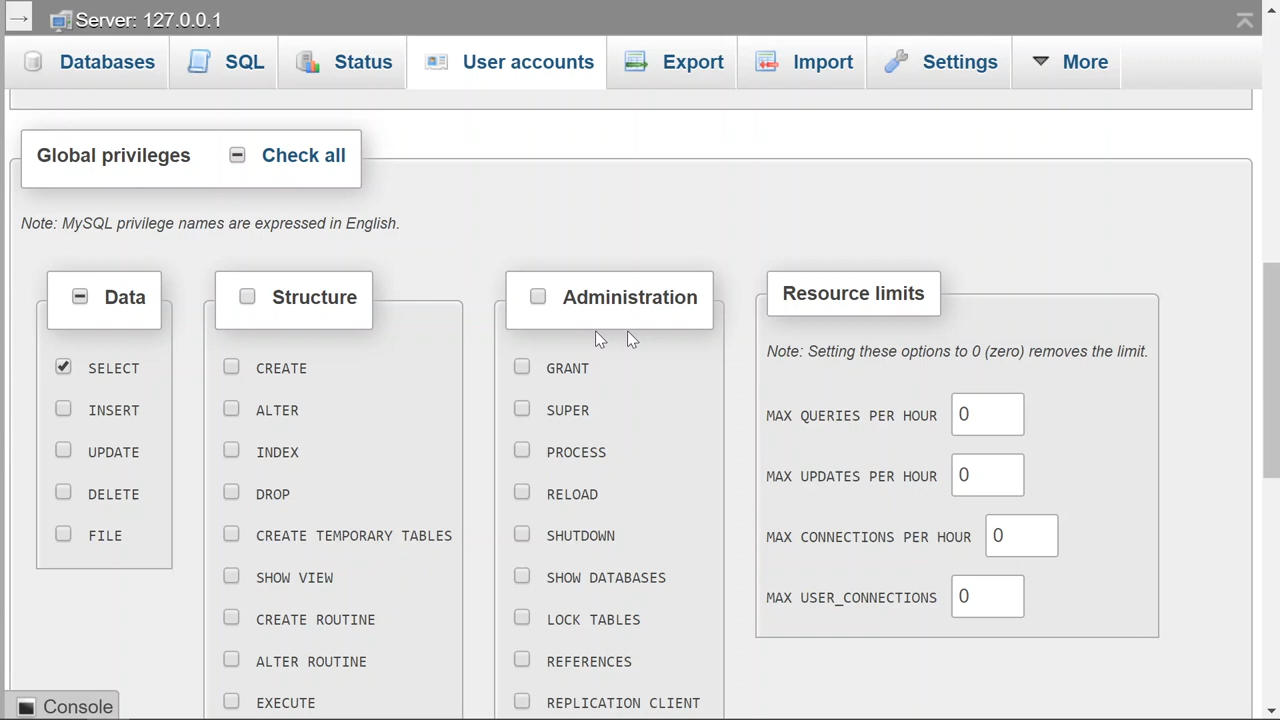 Server: 127.0.0.1
Databases SQL Status User accounts Export Import Settings More
Global privileges Check all
Note: MySQL privilege names are expressed in English.
Data
SELECT
INSERT
UPDATE
DELETE
FILE
Structure
CREATE
ALTER
INDEX
DROP
CREATE TEMPORARY TABLES
SHOW VIEW
CREATE ROUTINE
ALTER ROUTINE
EXECUTE
Administration
GRANT
SUPER
PROCESS
RELOAD
SHUTDOWN
SHOW DATABASES
LOCK TABLES
REFERENCES
REPLICATION CLIENT
Resource limits
Note: Setting these options to 0 (zero) removes the limit.
MAX QUERIES PER HOUR 0
MAX UPDATES PER HOUR 0
MAX CONNECTIONS PER HOUR 0
MAX USER_CONNECTIONS 0
Console